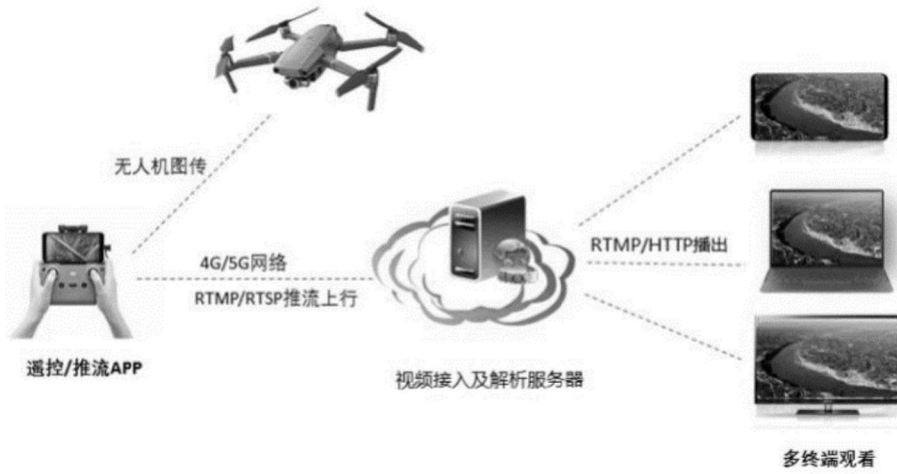 无人机图传
4G/5G网络
RTMP/RTSP推流上行
遥控/推流APP
视频接入及解析服务器
RTMP/HTTP播出
多终端观看